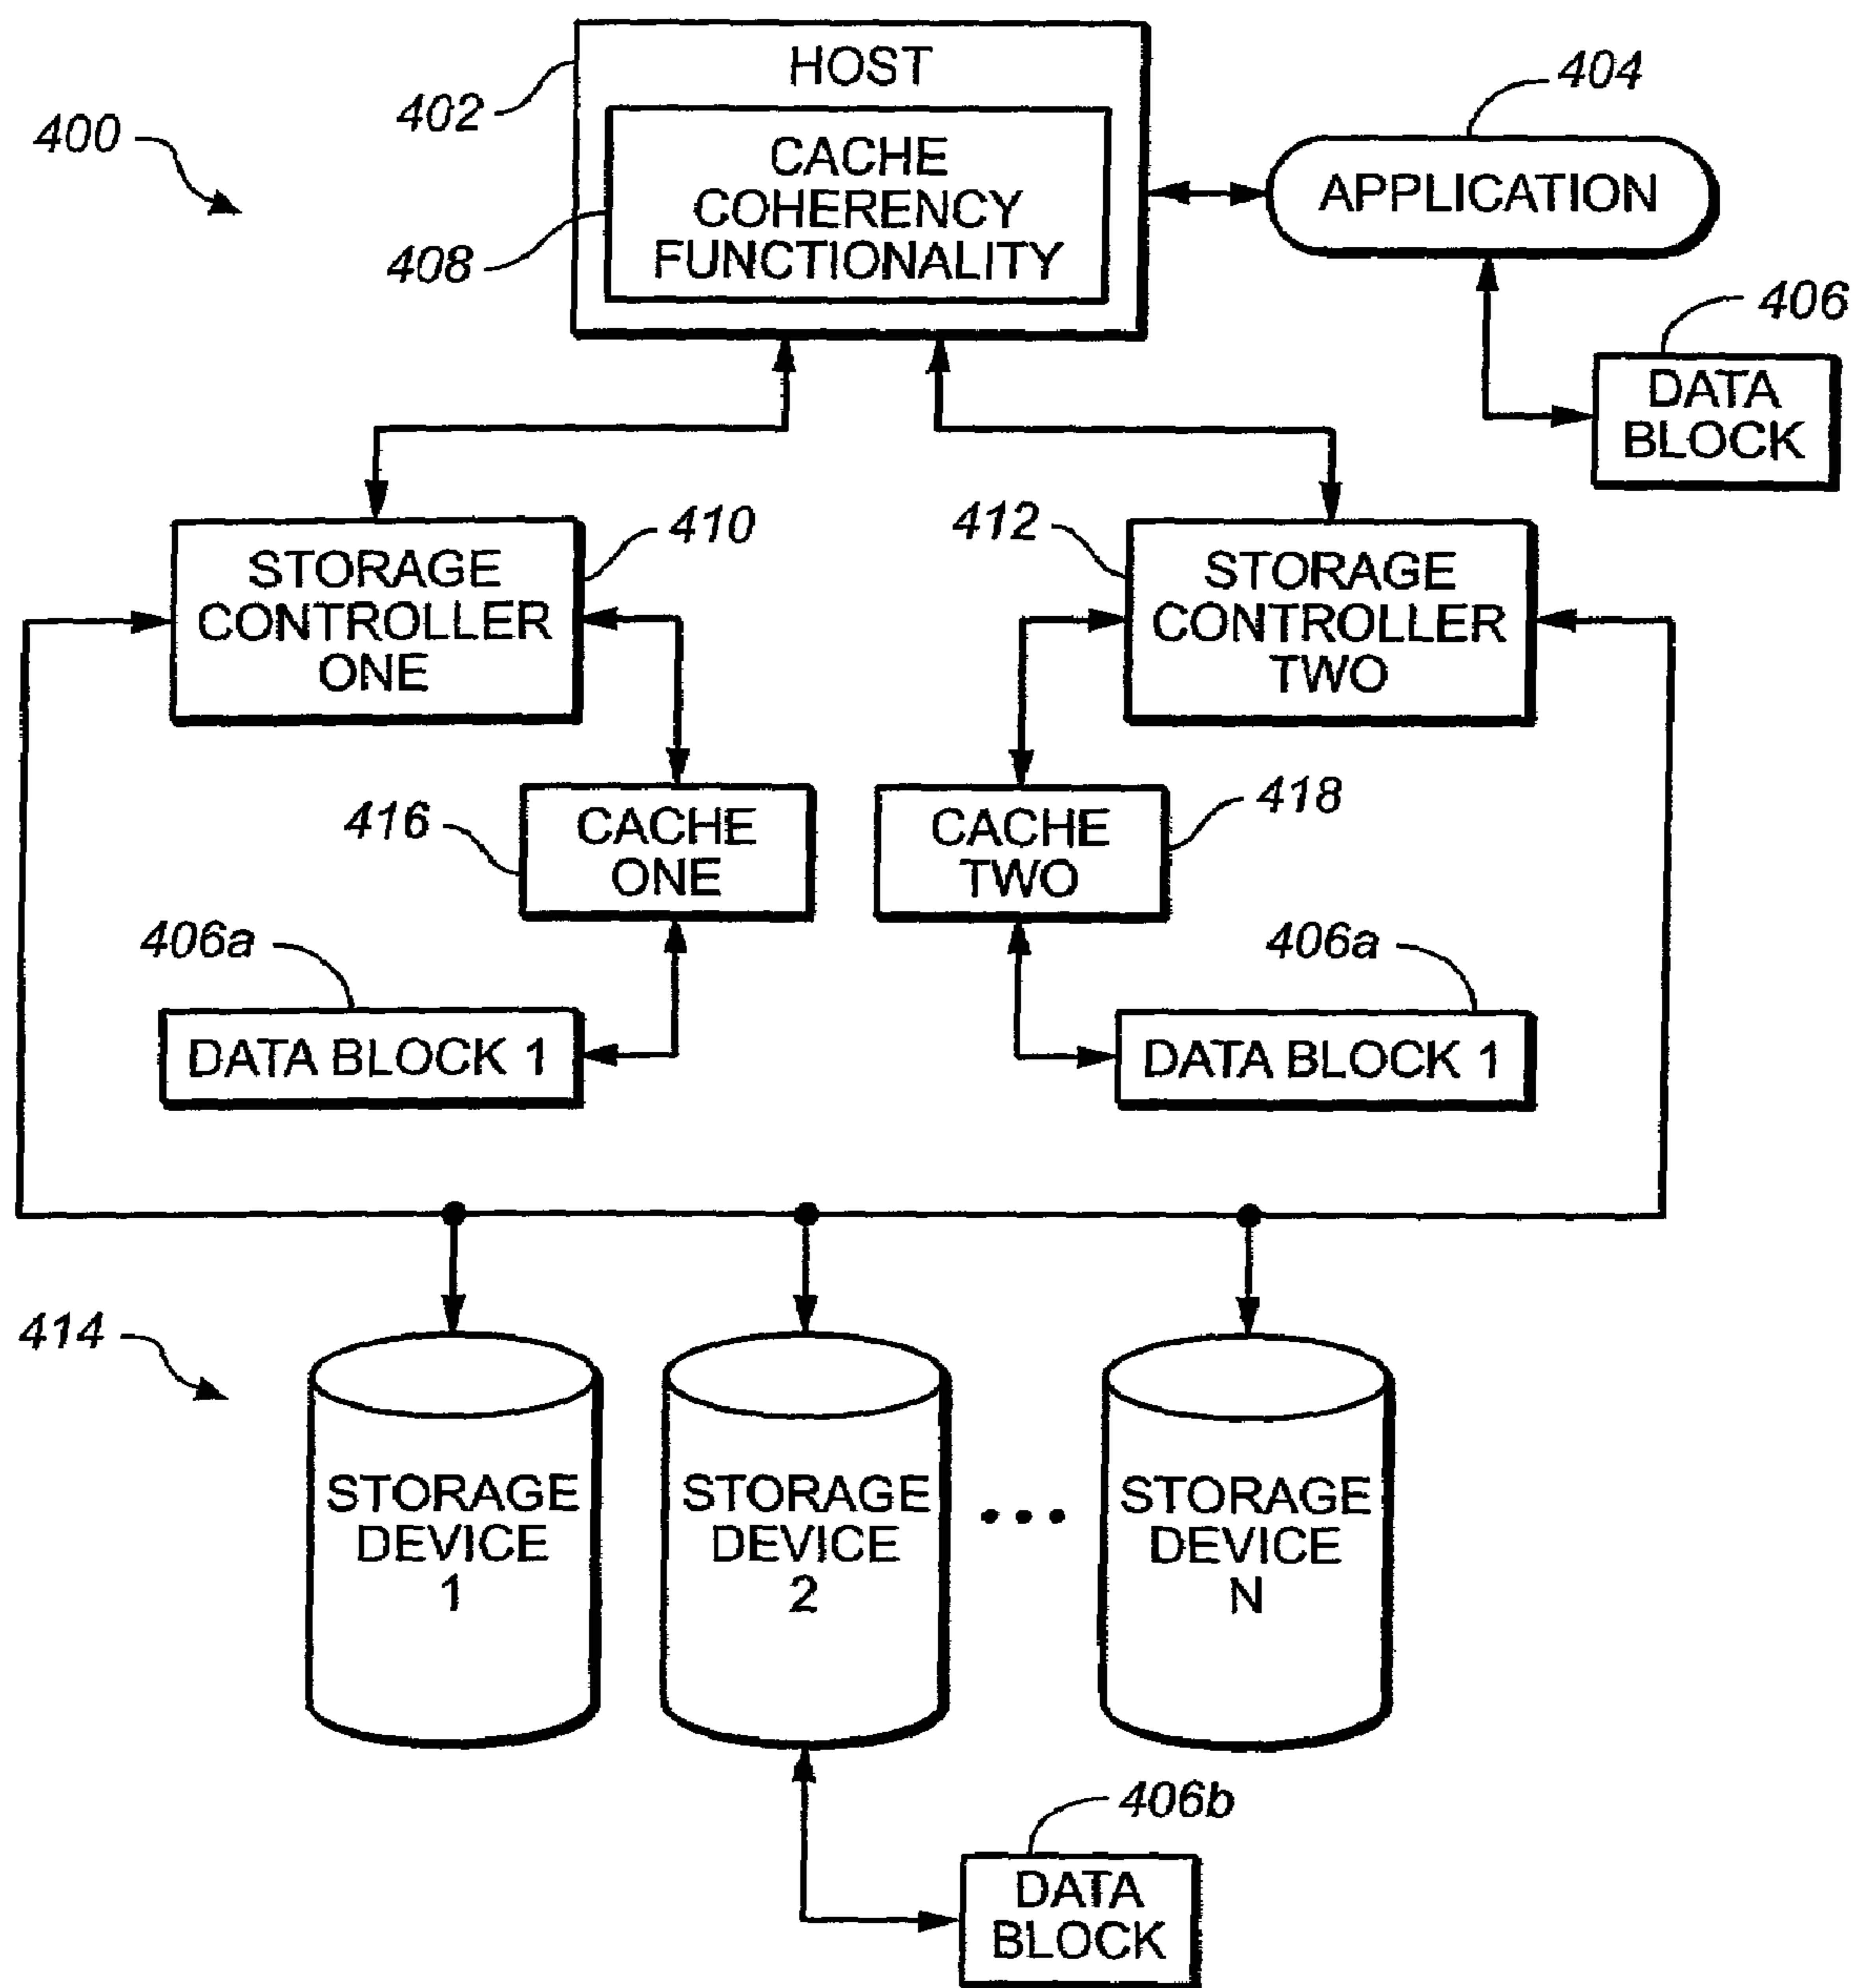 HOST
402
404
400
CACHE
COHERENCY
FUNCTIONALITY
APPLICATION
408
406
DATA
BLOCK
410
412
STORAGE
CONTROLLER
ONE
STORAGE
CONTROLLER
TWO
416
CACHE
ONE
CACHE
TWO
418
406a
406a
DATA BLOCK 1
DATA BLOCK 1
414
STORAGE
DEVICE
1
STORAGE
DEVICE
2
•••
STORAGE
DEVICE
N
406b
DATA
BLOCK